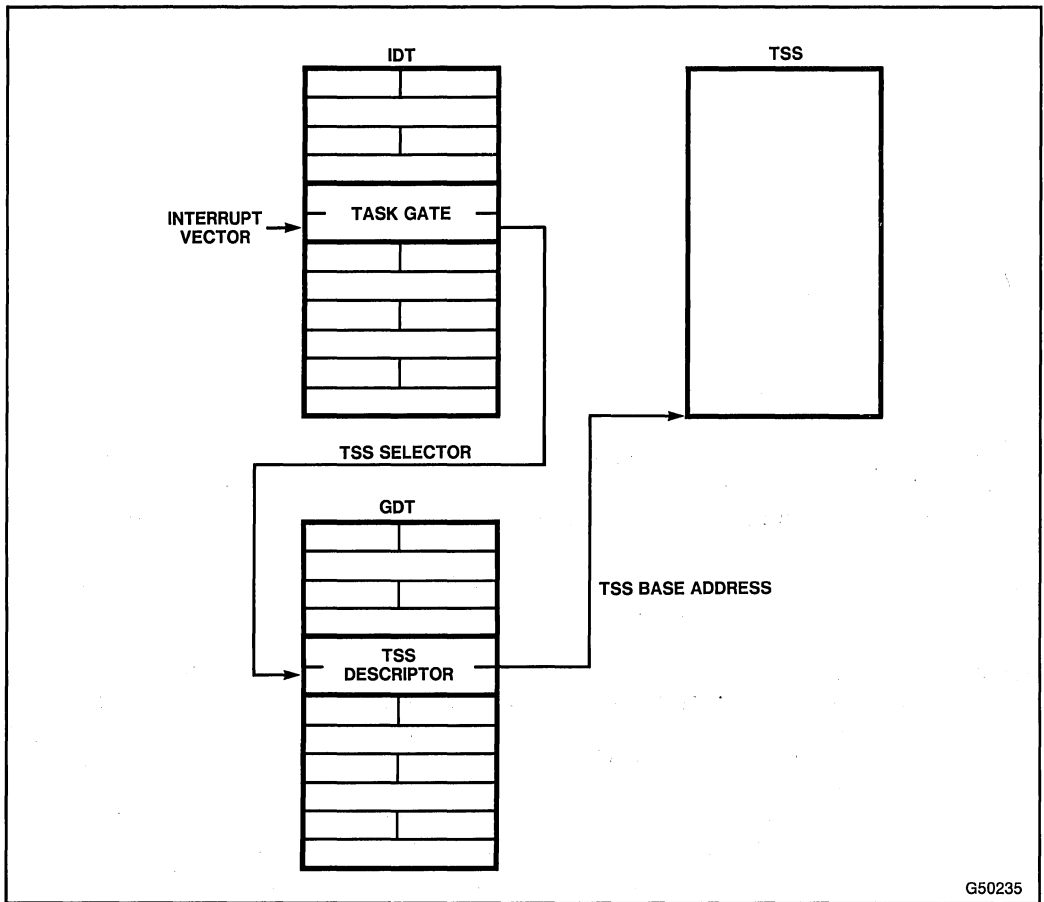 IDT
TSS
INTERRUPT
VECTOR
TASK GATE
TSS SELECTOR
GDT
TSS BASE ADDRESS
TSS
DESCRIPTOR
G50235